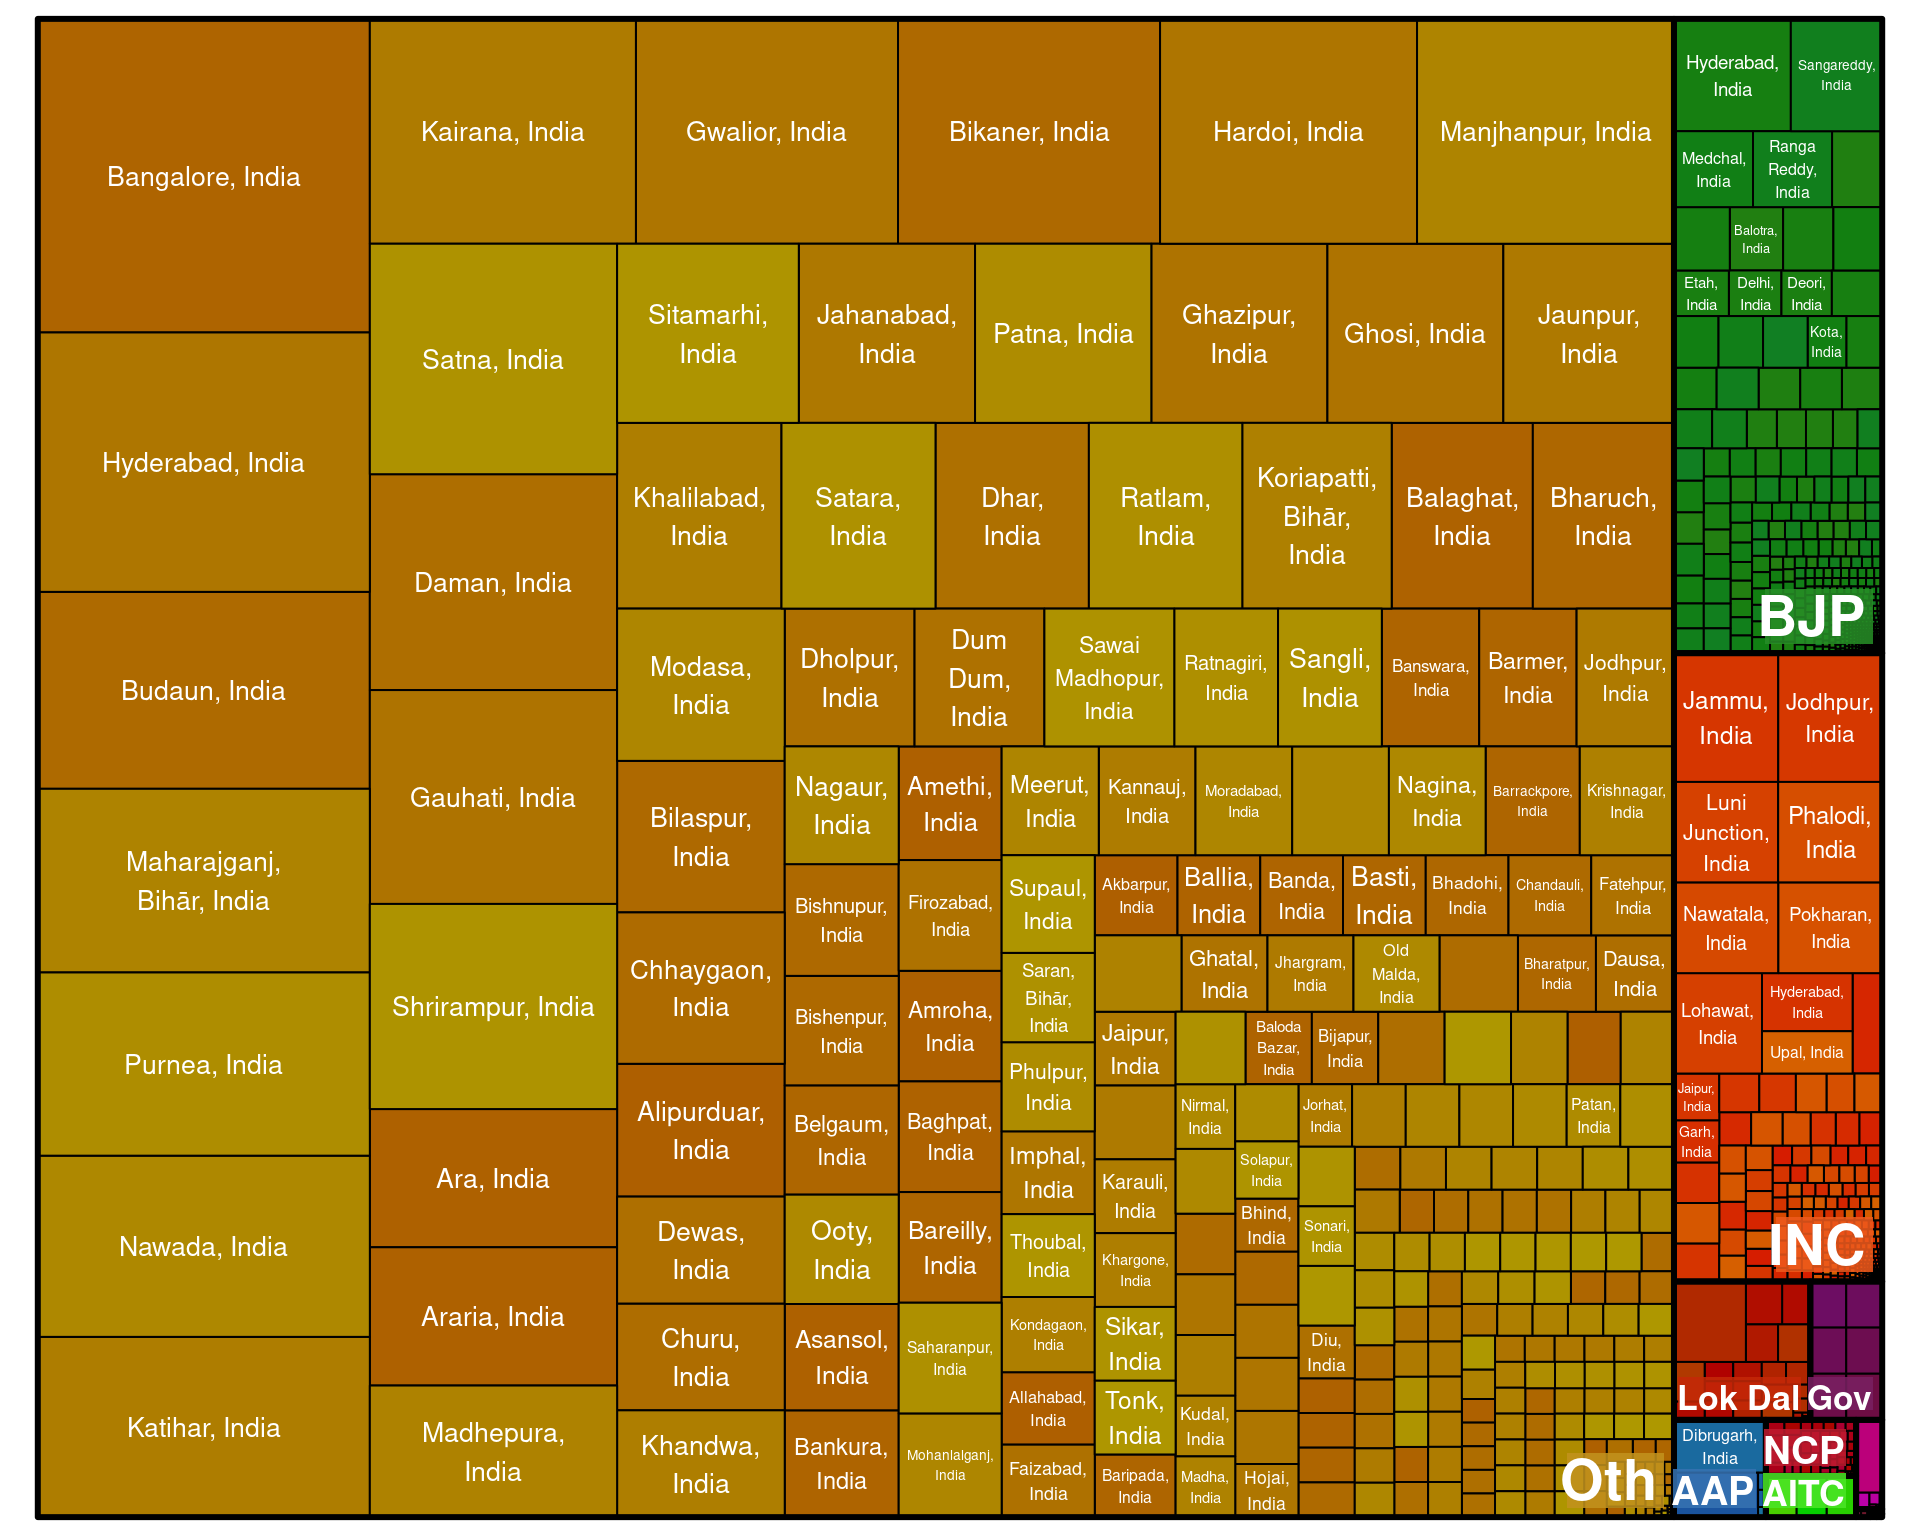 Bangalore, India
Hyderabad, India
Budaun, India
Maharajganj,
Bihār, India
Purnea, India
Nawada, India
Katihar, India
Kairana, India
Gwalior, India
Bikaner, India
Hardoi, India
Manjhanpur, India
Satna, India
Daman, India
Gauhati, India
Shrirampur, India
Ara, India
Araria, India
Madhepura,
India
Sitamarhi,
India
Jahanabad,
India
Patna, India
Ghazipur,
India
Ghosi, India
Jaunpur,
India
Khalilabad,
India
Satara,
India
Dhar,
India
Ratlam,
India
Koriapatti,
Bihār,
India
Balaghat,
India
Bharuch,
India
Modasa,
India
Bilaspur,
India
Chhaygaon,
India
Alipurduar,
India
Dewas,
India
Churu,
India
Khandwa,
India
Dholpur,
India
Dum
Dum,
India
Sawai
Madhopur,
India
Ratnagiri,
India
Sangli,
India
Banswara,
India
Barmer,
India
Jodhpur,
India
Nagaur,
India
Bishnupur,
India
Bishenpur,
India
Belgaum,
India
Ooty,
India
Asansol,
India
Bankura,
India
Amethi,
India
Firozabad,
India
Amroha,
India
Baghpat,
India
Bareilly,
India
Saharanpur,
India
Mohanlalganj,
India
Meerut,
India
Kannauj,
India
Moradabad,
India
Nagina,
India
Barrackpore,
India
Krishnagar,
India
Supaul,
India
Saran,
Bihār,
India
Phulpur,
India
Imphal,
India
Thoubal,
India
Kondagaon,
India
Allahabad,
India
Faizabad,
India
Akbarpur,
India
Ballia,
India
Banda,
India
Basti,
India
Bhadohi,
India
Chandauli,
India
Fatehpur,
India
Ghatal,
India
Jhargram,
India
Old
Malda,
India
Bharatpur,
India
Dausa,
India
Jaipur,
India
Karauli,
India
Khargone,
India
Sikar,
India
Tonk,
India
Baripada,
India
Baloda
Bazar,
India
Bijapur,
India
Nirmal,
India
Kudal,
India
Madha,
India
Solapur,
India
Bhind,
India
Hojai,
India
Jorhat,
India
Sonari,
India
Diu,
India
Patan,
India
Oth
Hyderabad,
India
Sangareddy,
India
Medchal,
India
Ranga
Reddy,
India
Balotra,
India
Etah,
India
Delhi,
India
Deori,
India
Kota,
India
BJP
Jammu,
India
Jodhpur,
India
Luni
Junction,
India
Phalodi,
India
Nawatala,
India
Pokharan,
India
Lohawat,
India
Hyderabad,
India
Upal, India
Jaipur,
India
Garh,
India
INC
Lok Dal
Gov
Dibrugarh,
India
AAP
NCP
AITC